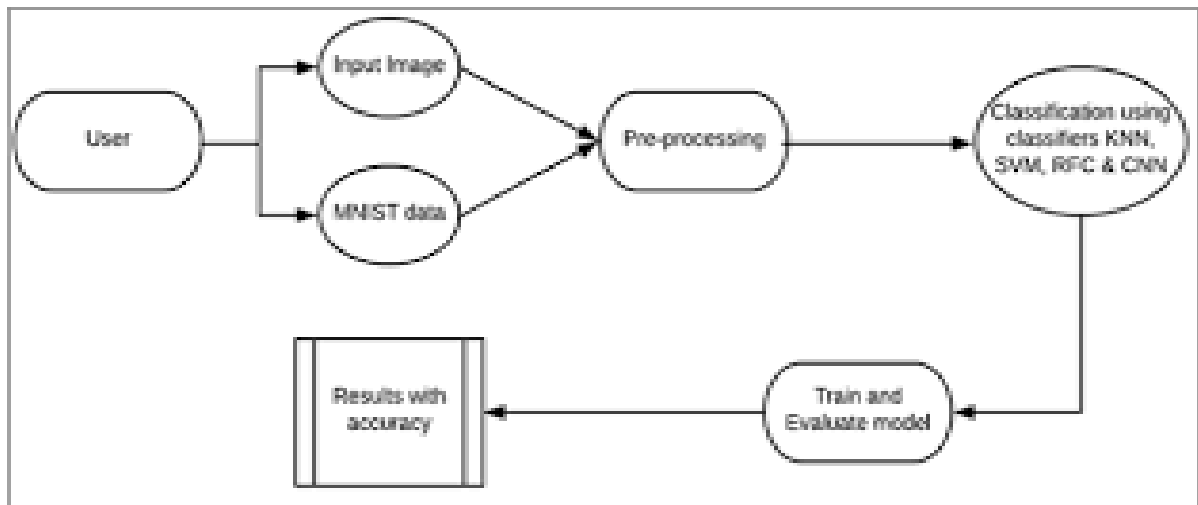 User
Input Image
MNIST data
Pre-processing
Classification using
classifiers KNN,
SVM, RFC & CNN
Train and
Evaluate model
Results with
accuracy